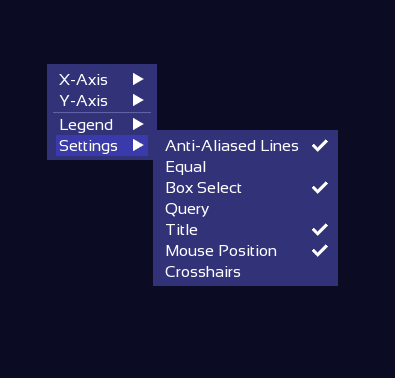 X-Axis
Y-Axis
Legend
Settings
Anti-Aliased Lines
Equal
Box Select
Query
Title
Mouse Position
Crosshairs